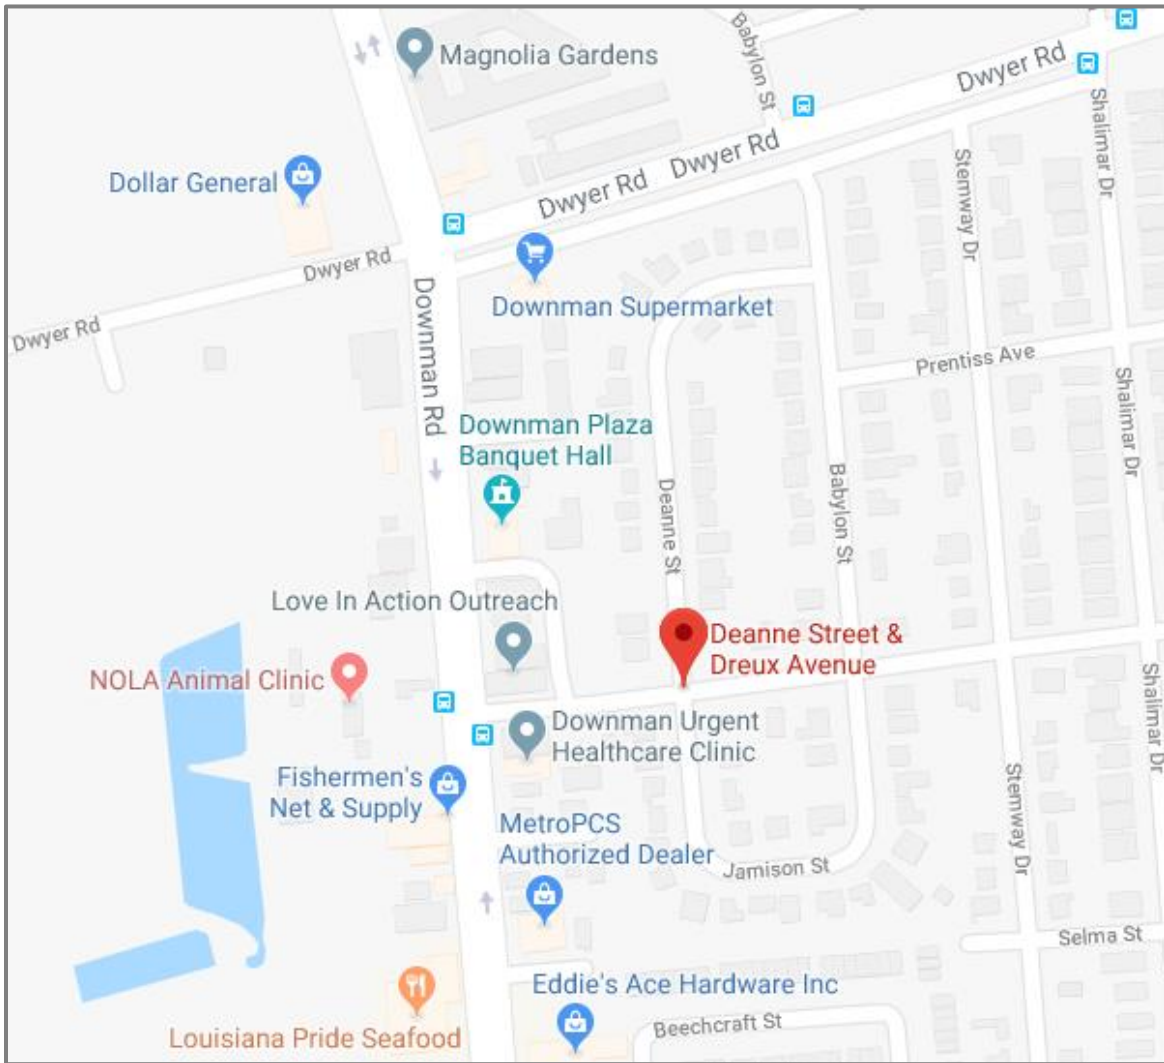 Magnolia Gardens
Babylon St
Dwyer Rd
Dwyer Rd
Dwyer Rd
Shalimar Dr
Stemway Dr
Dollar General
Dwyer Rd
Dwyer Rd
Downman Supermarket
Downman Rd
Prentiss Ave
Shalimar Dr
Downman Plaza
Banquet Hall
Deanne St
Babylon St
Love In Action Outreach
Deanne Street &
Dreux Avenue
NOLA Animal Clinic
Shalimar Dr
Downman Urgent
Healthcare Clinic
Fishermen's
Net & Supply
Stemway Dr
MetroPCS
Authorized Dealer
Jamison St
Selma St
Eddie's Ace Hardware Inc
Beechcraft St
Louisiana Pride Seafood